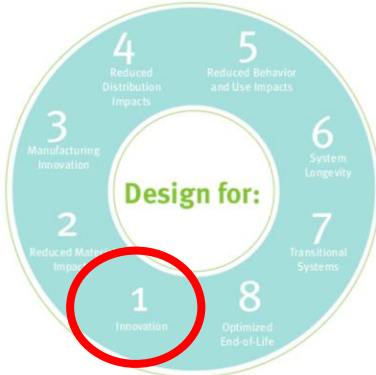 4
Reduced
Distribution
Impacts
5
Reduced Behavior
and Use Impacts
3
Manufacturing
Innovation
6
System
Longevity
Design for:
2
Reduced Material
Impacts
7
Transitional
Systems
1
Innovation
8
Optimized
End-of-Life